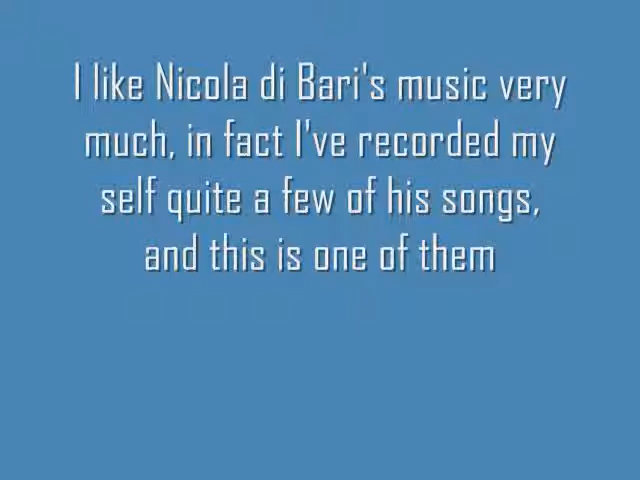 I like Nicola di Bari's music very
much, in fact I've recorded my
self quite a few of his songs,
and this is one of them